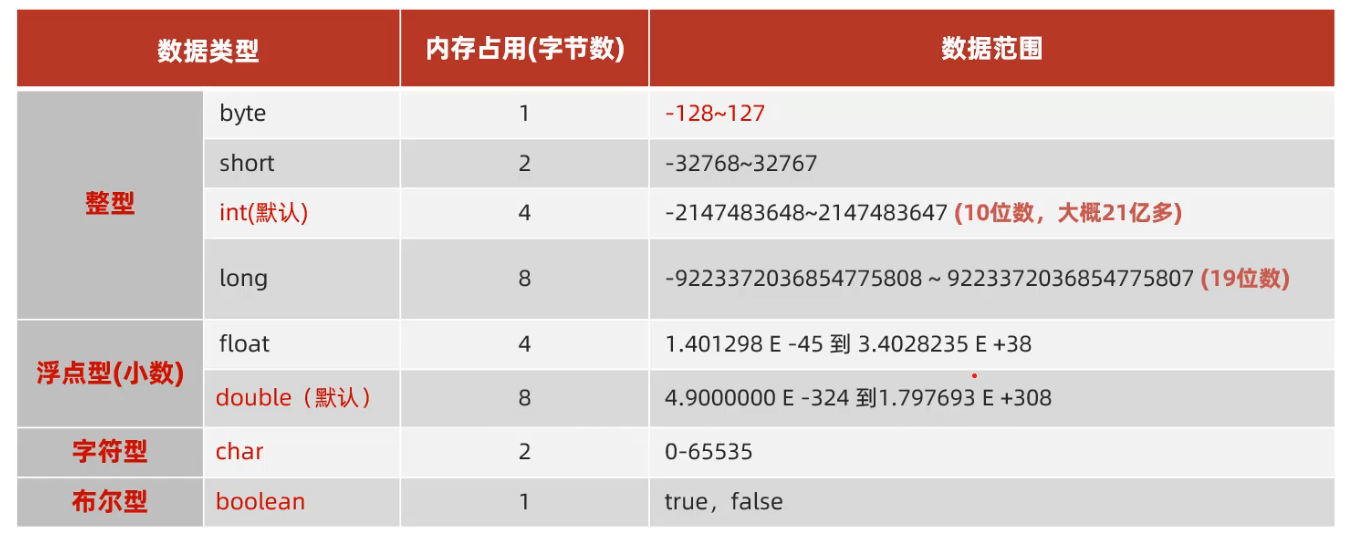 数据类型 内存占用(字节数) 数据范围
整型 byte 1 -128~127
short 2 -32768~32767
int(默认) 4 -2147483648~2147483647 (10位数，大概21亿多)
long 8 -9223372036854775808 ~ 9223372036854775807 (19位数)
浮点型(小数) float 4 1.401298 E -45 到 3.4028235 E +38
double（默认） 8 4.9000000 E -324 到1.797693 E +308
字符型 char 2 0-65535
布尔型 boolean 1 true，false